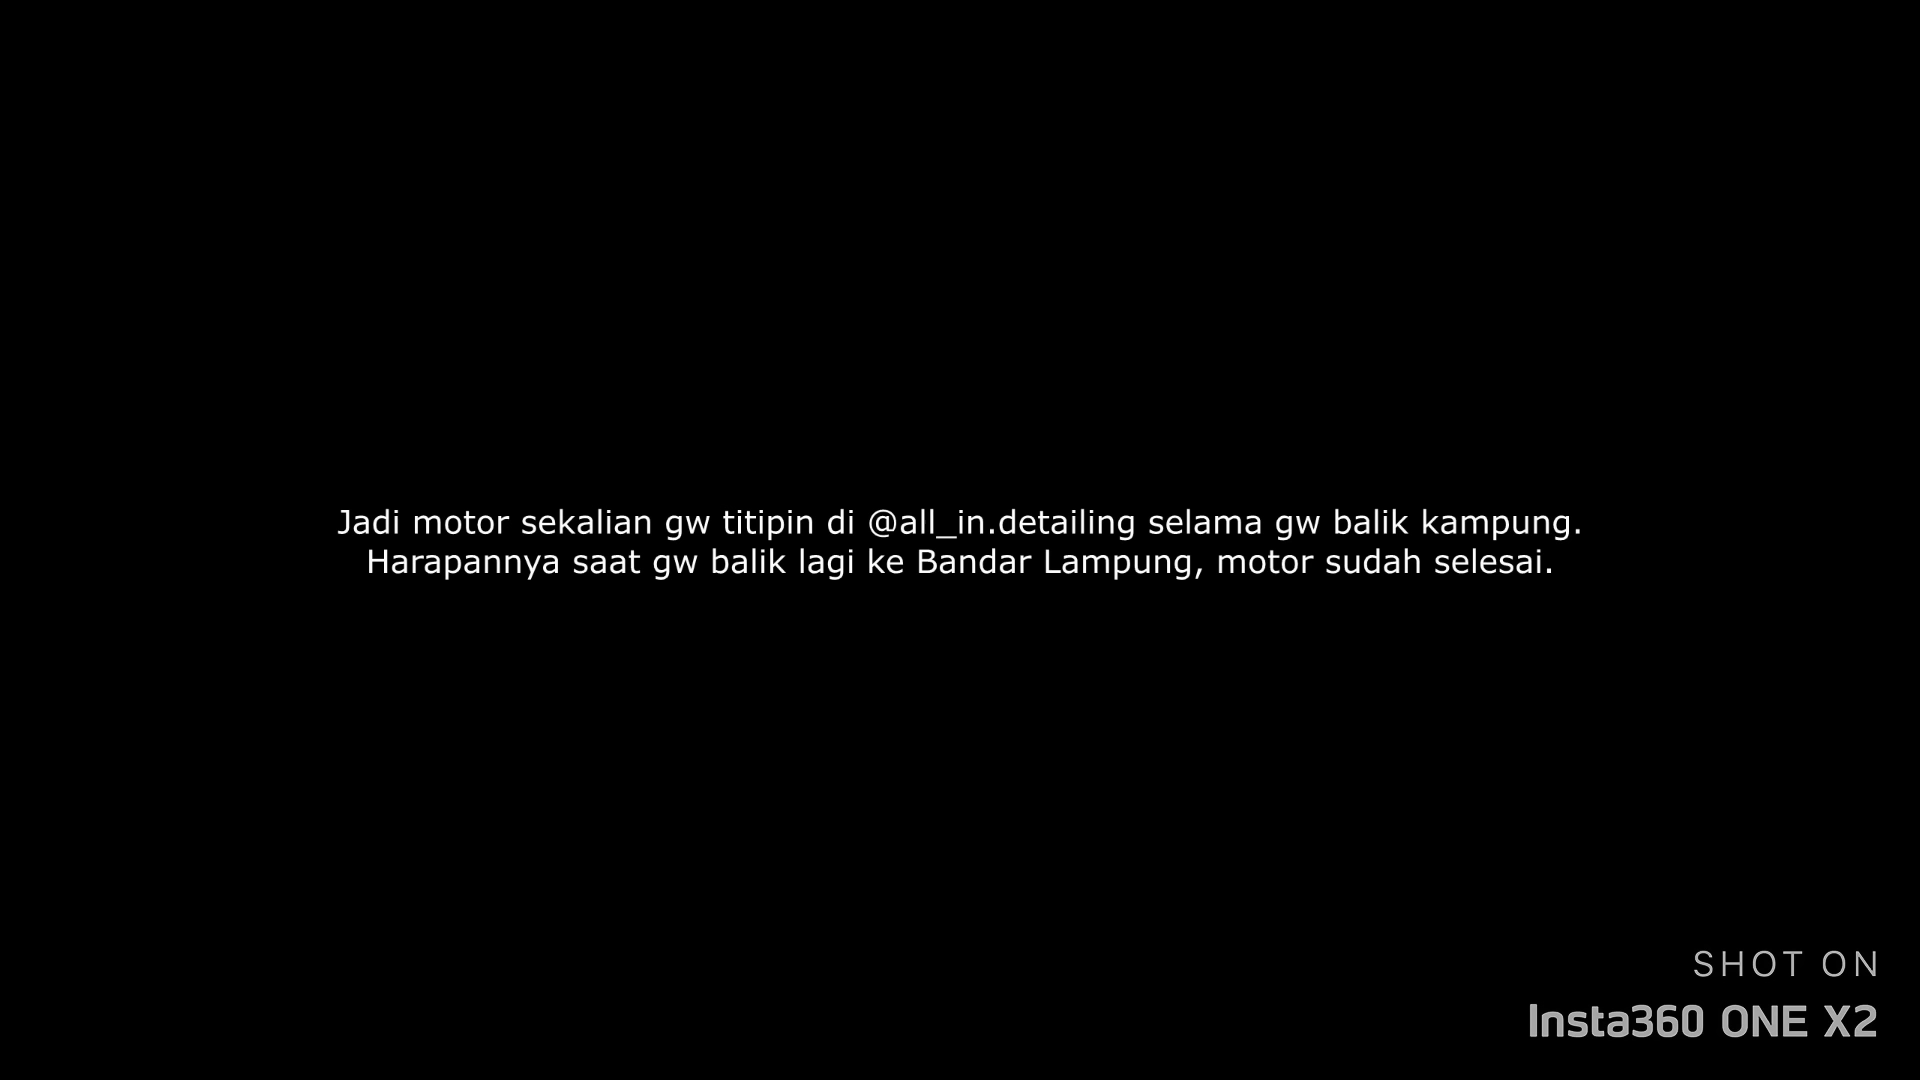 Jadi motor sekalian gw titipin di @all_in.detailing selama gw balik kampung.
Harapannya saat gw balik lagi ke Bandar Lampung, motor sudah selesai.
SHOT ON
Insta360 ONE X2